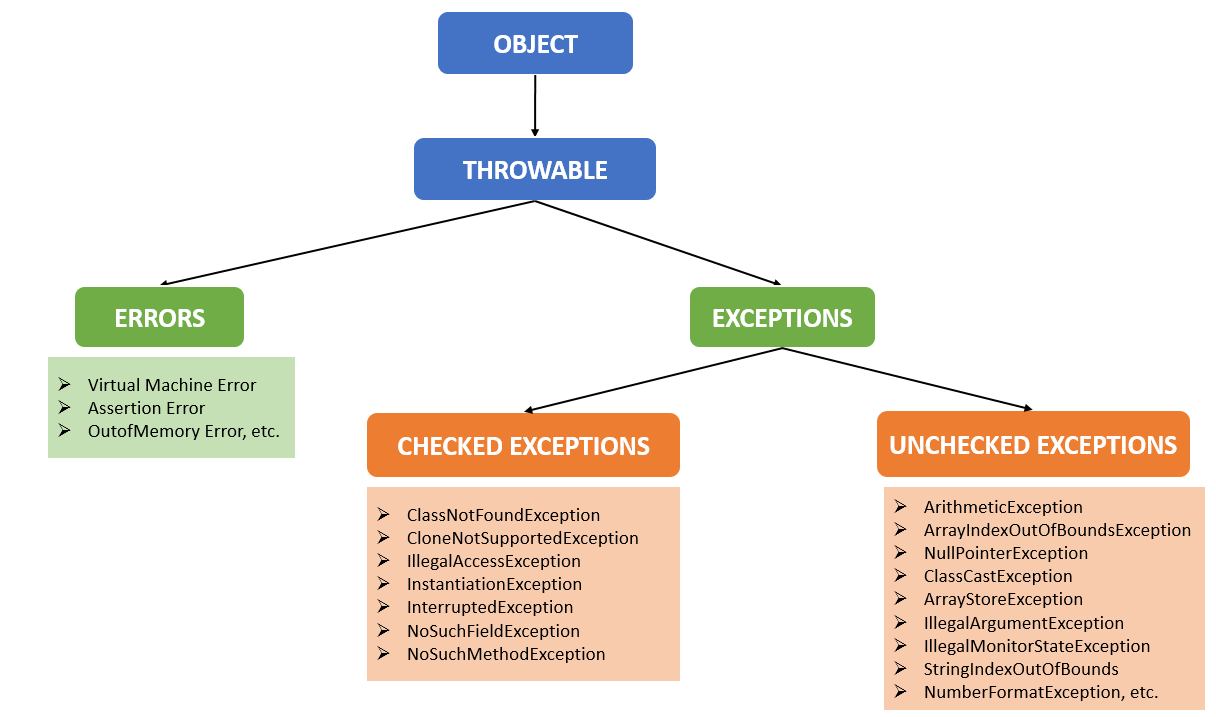 OBJECT
THROWABLE
ERRORS
EXCEPTIONS
Virtual Machine Error
Assertion Error
OutofMemory Error, etc.
CHECKED EXCEPTIONS
UNCHECKED EXCEPTIONS
ClassNotFoundException
CloneNotSupportedException
IllegalAccessException
InstantiationException
InterruptedException
NoSuchFieldException
NoSuchMethodException
ArithmeticException
ArrayIndexOutOfBoundsException
NullPointerException
ClassCastException
ArrayStoreException
IllegalArgumentException
IllegalMonitorStateException
StringIndexOutOfBounds
NumberFormatException, etc.